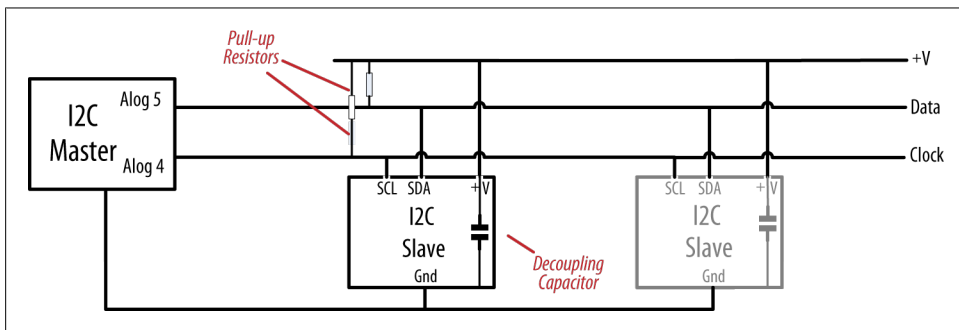 Pull-up
Resistors
+V
Alog 5
Data
I2C
Master
Alog 4
Clock
SCL SDA +V
I2C
Slave
Gnd
Decoupling
Capacitor
SCL SDA + V
I2C
Slave
Gnd